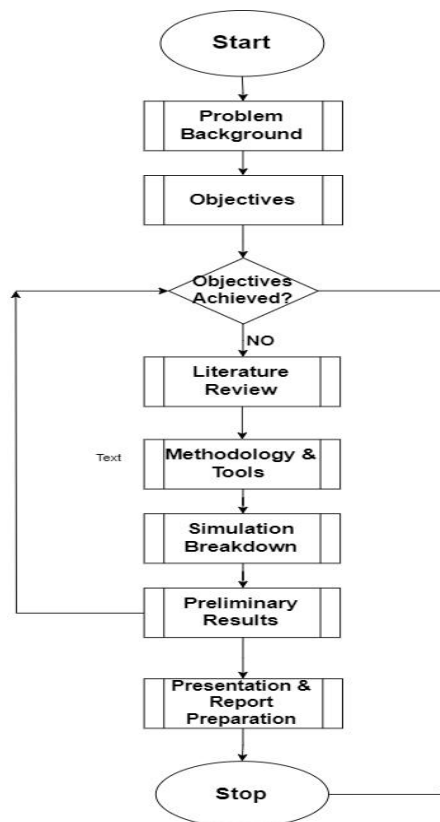 Start
Problem
Background
Objectives
Objectives
Achieved?
NO
Literature
Review
Text
Methodology &
Tools
Simulation
Breakdown
Preliminary
Results
Presentation &
Report
Preparation
Stop